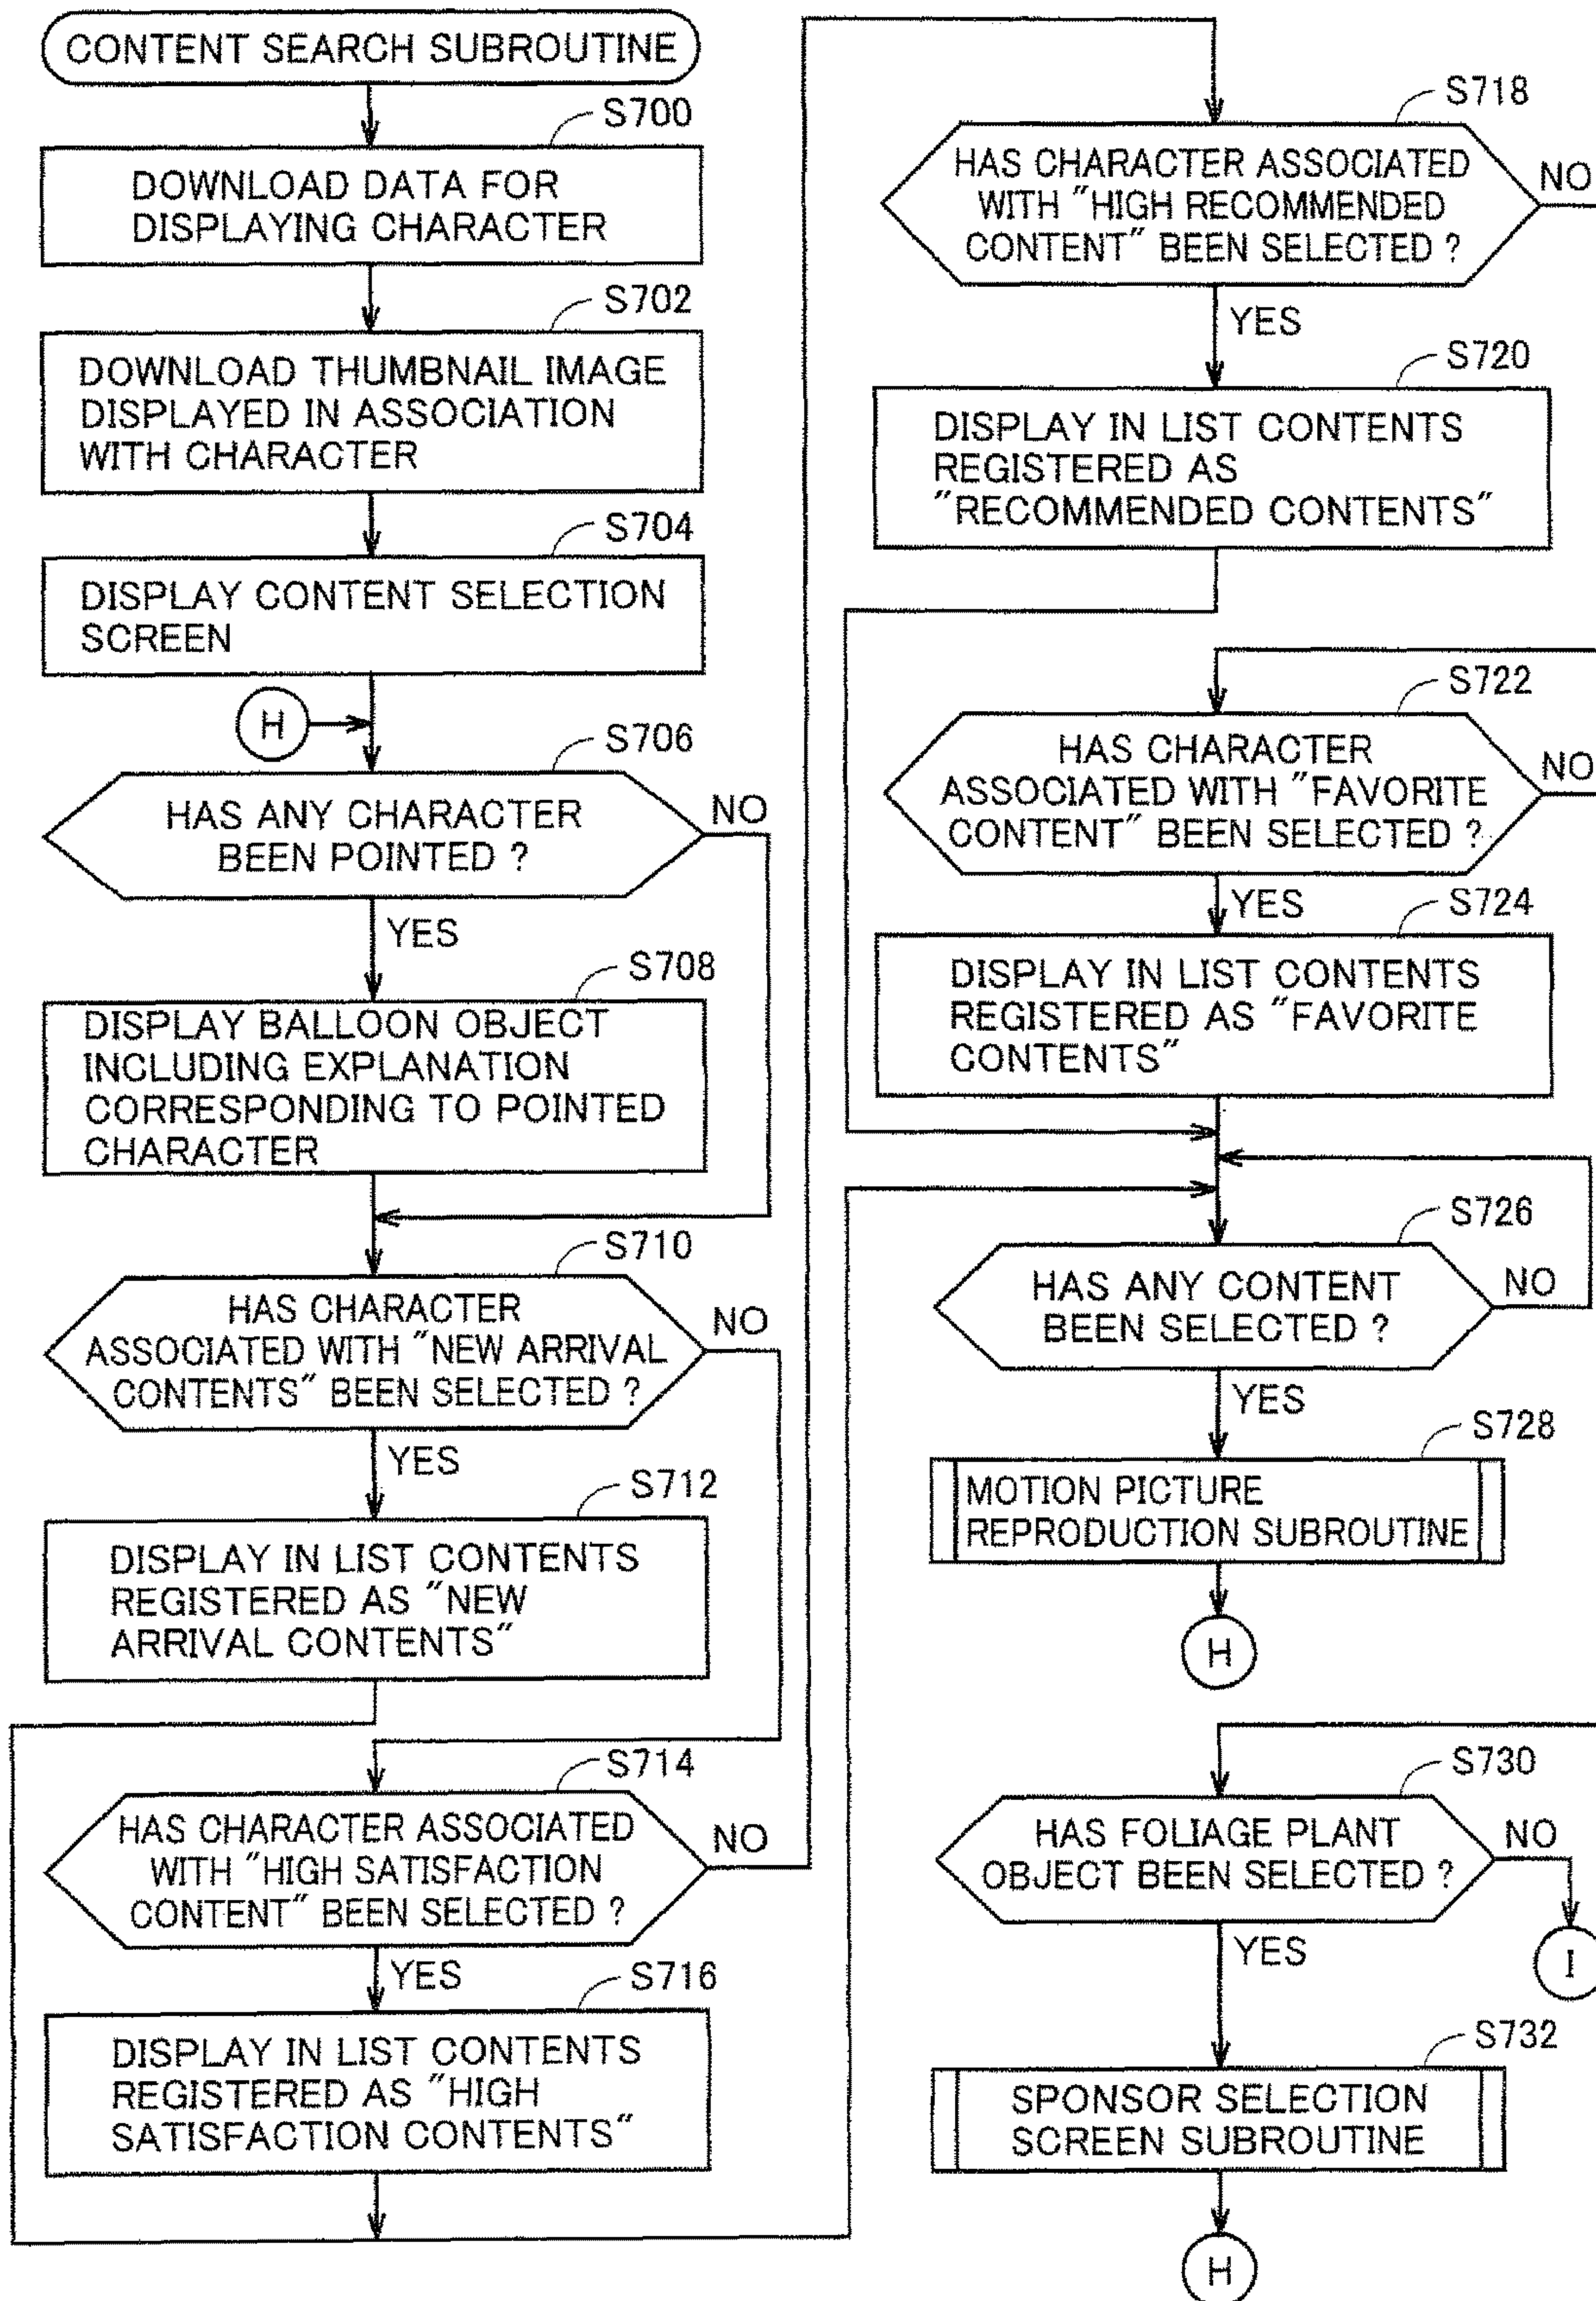 CONTENT SEARCH SUBROUTINE
S700
DOWNLOAD DATA FOR
DISPLAYING CHARACTER
S702
DOWNLOAD THUMBNAIL IMAGE
DISPLAYED IN ASSOCIATION
WITH CHARACTER
S704
DISPLAY CONTENT SELECTION
SCREEN
H
S706
HAS ANY CHARACTER
BEEN POINTED ?
NO
YES
S708
DISPLAY BALLOON OBJECT
INCLUDING EXPLANATION
CORRESPONDING TO POINTED
CHARACTER
S710
HAS CHARACTER
ASSOCIATED WITH "NEW ARRIVAL
CONTENTS" BEEN SELECTED ?
NO
YES
S712
DISPLAY IN LIST CONTENTS
REGISTERED AS "NEW
ARRIVAL CONTENTS"
S714
HAS CHARACTER ASSOCIATED
WITH "HIGH SATISFACTION
CONTENT" BEEN SELECTED ?
NO
YES
S716
DISPLAY IN LIST CONTENTS
REGISTERED AS "HIGH
SATISFACTION CONTENTS"
S718
HAS CHARACTER ASSOCIATED
WITH "HIGH RECOMMENDED
CONTENT" BEEN SELECTED ?
NO
YES
S720
DISPLAY IN LIST CONTENTS
REGISTERED AS
"RECOMMENDED CONTENTS"
S722
HAS CHARACTER
ASSOCIATED WITH "FAVORITE
CONTENT" BEEN SELECTED ?
NO
YES
S724
DISPLAY IN LIST CONTENTS
REGISTERED AS "FAVORITE
CONTENTS"
S726
HAS ANY CONTENT
BEEN SELECTED ?
NO
YES
S728
MOTION PICTURE
REPRODUCTION SUBROUTINE
H
S730
HAS FOLIAGE PLANT
OBJECT BEEN SELECTED ?
NO
YES
I
S732
SPONSOR SELECTION
SCREEN SUBROUTINE
H